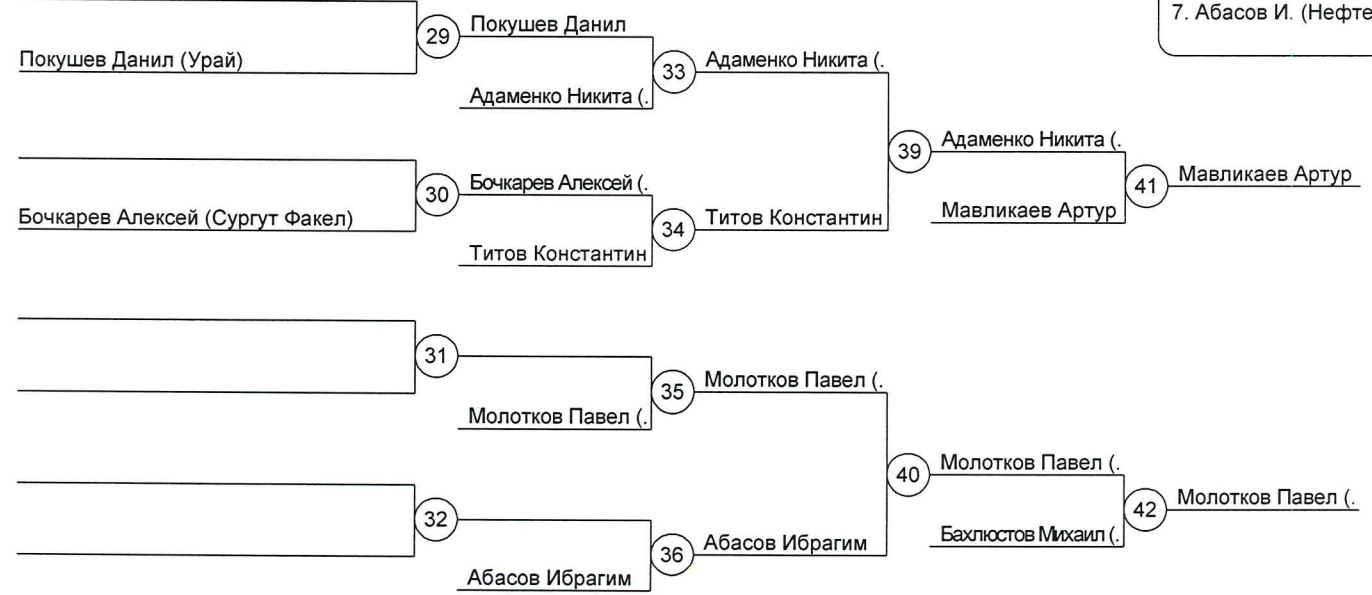 7. Абасов И. (Нефте
29
Покушев Данил
Покушев Данил (Урай)
33
Адаменко Никита (.
Адаменко Никита (.
39
Адаменко Никита (.
30
Бочкарев Алексей (.
41
Мавликаев Артур
Бочкарев Алексей (Сургут Факел)
34
Титов Константин
Мавликаев Артур
Титов Константин
31
35
Молотков Павел (.
Молотков Павел (.
40
Молотков Павел (.
32
42
Молотков Павел (.
36
Абасов Ибрагим
Бахлюстов Михаил (.
Абасов Ибрагим